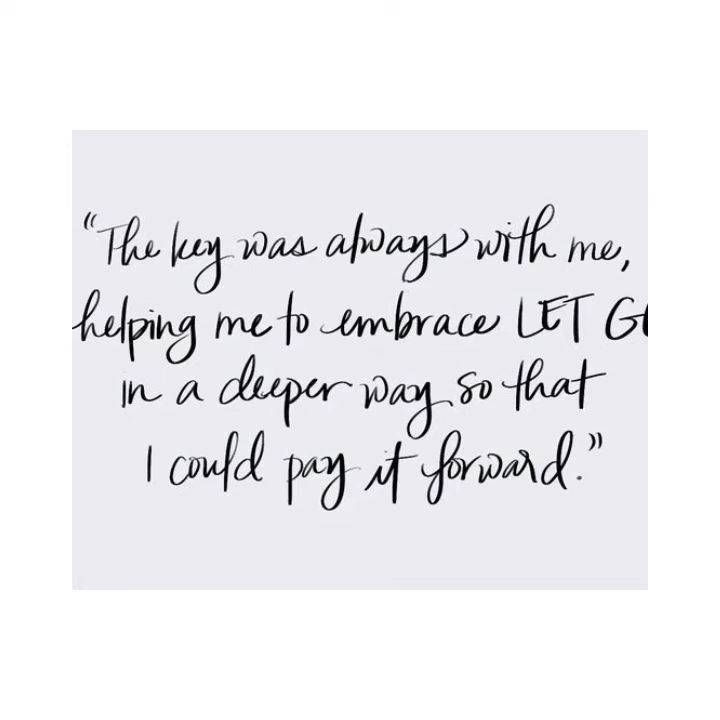 “The key was always with me,
helping me to embrace LET G
in a deeper way so that
I could pay it forward.”